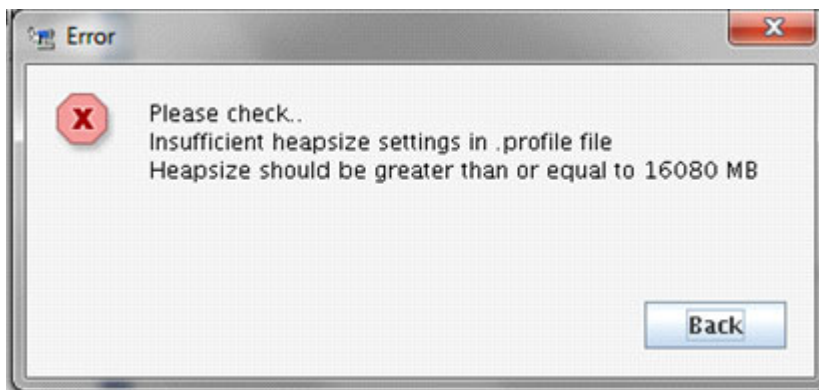 Error
Please check..
Insufficient heapsize settings in .profile file
Heapsize should be greater than or equal to 16080 MB
Back